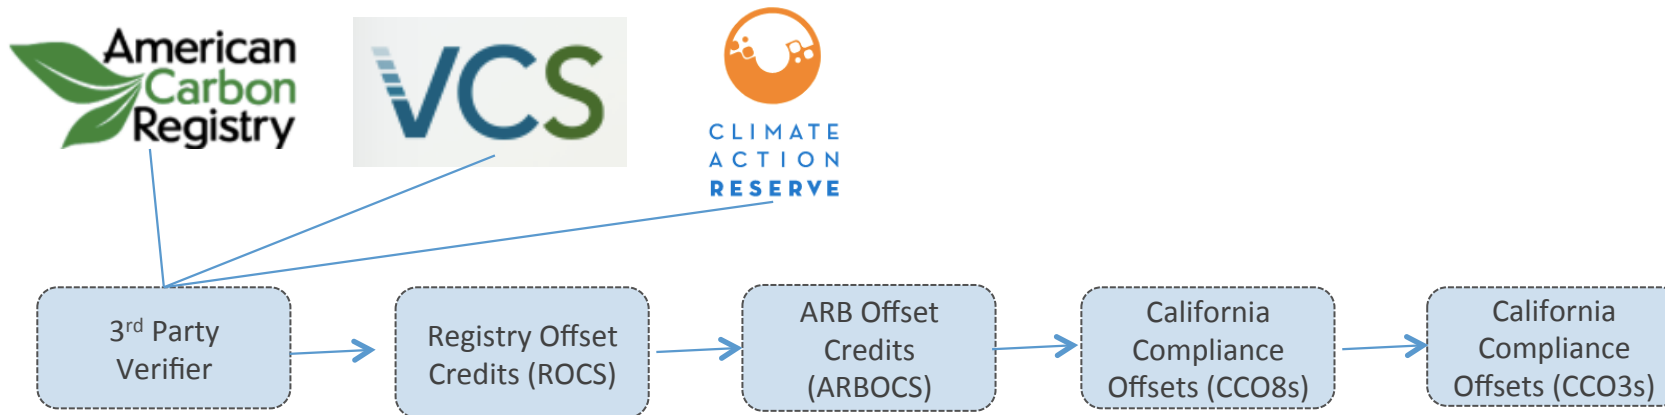 American
Carbon
Registry
VCS
CLIMATE
ACTION
RESERVE
3rd Party
Verifier
Registry Offset
Credits (ROCS)
ARB Offset
Credits
(ARBOCS)
California
Compliance
Offsets (CCO8s)
California
Compliance
Offsets (CCO3s)